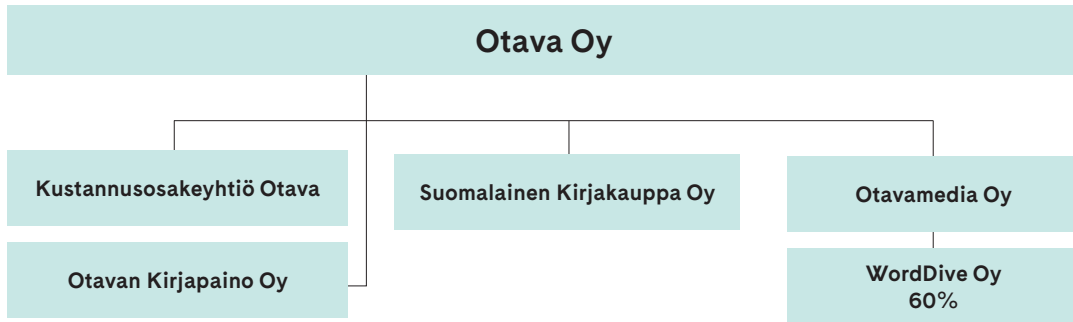 Otava Oy
Kustannusosakeyhtiö Otava
Suomalainen Kirjakauppa Oy
Otavamedia Oy
Otavan Kirjapaino Oy
WordDive Oy
60%